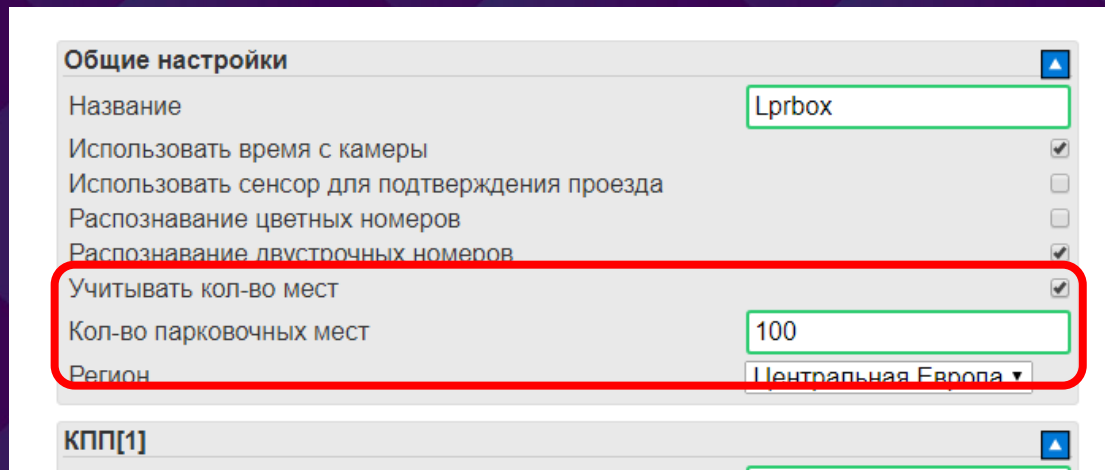 Общие настройки
Название Lprbox
Использовать время с камеры
Использовать сенсор для подтверждения проезда
Распознавание цветных номеров
Распознавание двустрочных номеров
Учитывать кол-во мест
Кол-во парковочных мест 100
Регион Центральная Европа
КПП[1]